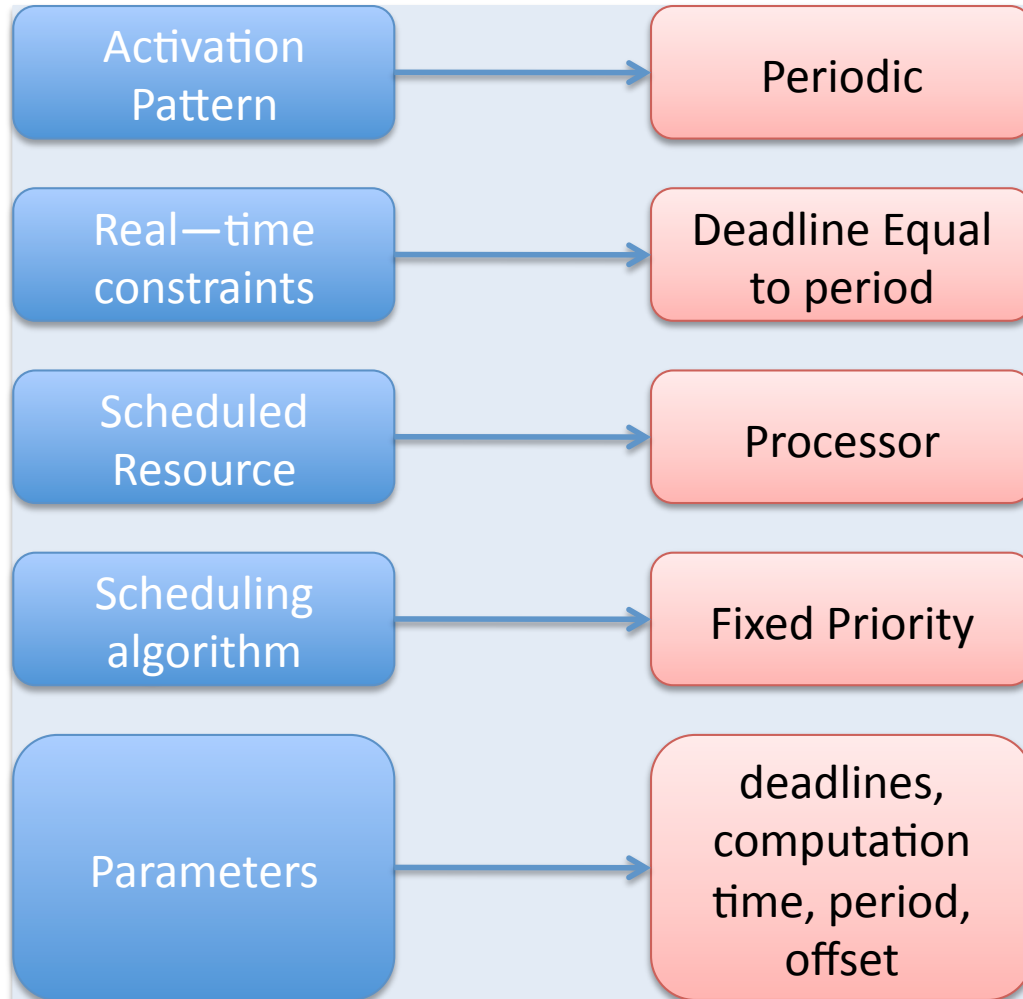 Activation
Pattern
Periodic
Real—time
constraints
Deadline Equal
to period
Scheduled
Resource
Processor
Scheduling
algorithm
Fixed Priority
Parameters
deadlines,
computation
time, period,
offset